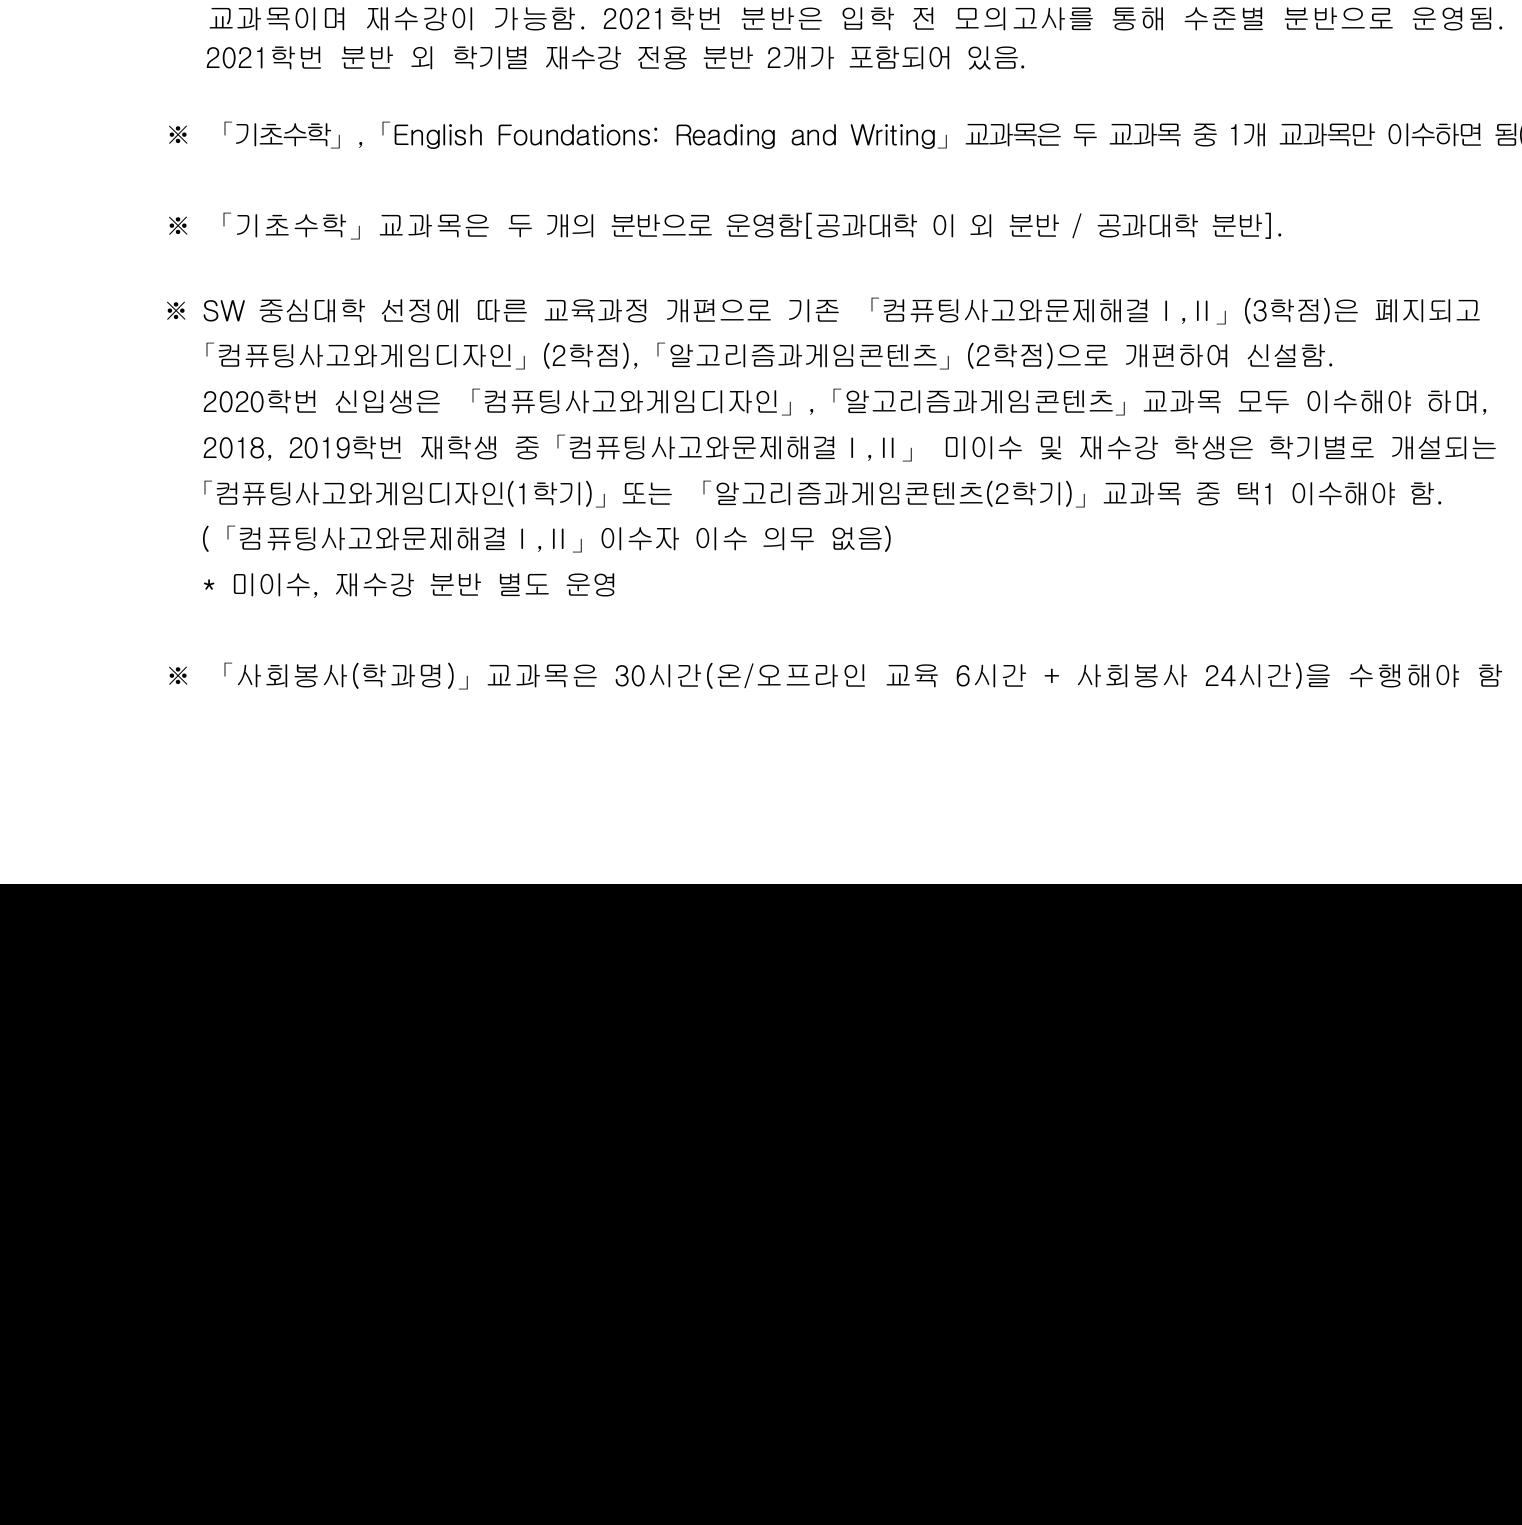 교과목이며 재수강이 가능함. 2021학번 분반은 입학 전 모의고사를 통해 수준별 분반으로 운영됨.
2021학번 분반 외 학기별 재수강 전용 분반 2개가 포함되어 있음.
※ 「기초수학」,「English Foundations: Reading and Writing」교과목은 두 교과목 중 1개 교과목만 이수하면 됨(
※ 「기초수학」교과목은 두 개의 분반으로 운영함[공과대학 이 외 분반 / 공과대학 분반].
※ SW 중심대학 선정에 따른 교육과정 개편으로 기존 「컴퓨팅사고와문제해결Ⅰ,Ⅱ」(3학점)은 폐지되고
「컴퓨팅사고와게임디자인」(2학점),「알고리즘과게임콘텐츠」(2학점)으로 개편하여 신설함.
2020학번 신입생은 「컴퓨팅사고와게임디자인」,「알고리즘과게임콘텐츠」교과목 모두 이수해야 하며,
2018, 2019학번 재학생 중「컴퓨팅사고와문제해결Ⅰ,Ⅱ」 미이수 및 재수강 학생은 학기별로 개설되는
「컴퓨팅사고와게임디자인(1학기)」또는 「알고리즘과게임콘텐츠(2학기)」교과목 중 택1 이수해야 함.
(「컴퓨팅사고와문제해결Ⅰ,Ⅱ」이수자 이수 의무 없음)
* 미이수, 재수강 분반 별도 운영
※ 「사회봉사(학과명)」교과목은 30시간(온/오프라인 교육 6시간 + 사회봉사 24시간)을 수행해야 함